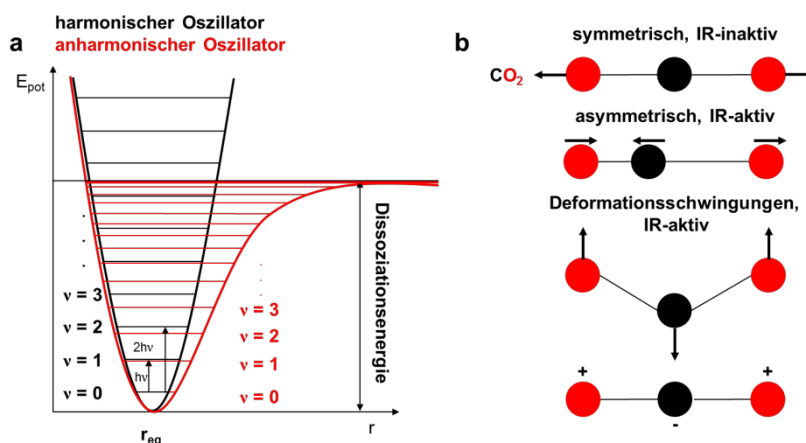 harmonischer Oszillator
a
anharmonischer Oszillator
E_pot
ν = 3
ν = 2
ν = 1
ν = 0
2hν
hν
ν = 3
ν = 2
ν = 1
ν = 0
Dissoziationsenergie
r_eq
r
b
symmetrisch, IR-inaktiv
CO₂
asymmetrisch, IR-aktiv
Deformationsschwingungen,
IR-aktiv
+ +
-